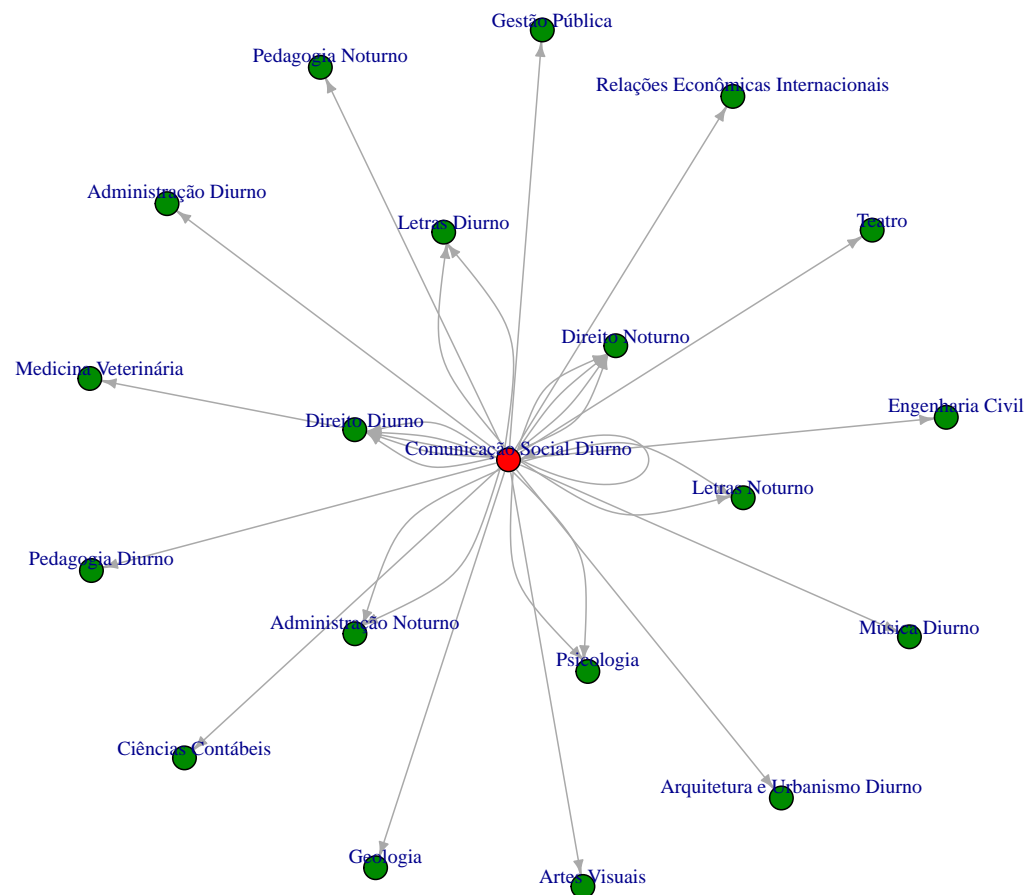 Gestão Pública
Pedagogia Noturno
Relações Econômicas Internacionais
Administração Diurno
Letras Diurno
Teatro
Direito Noturno
Medicina Veterinária
Engenharia Civil
Direito Diurno
Comunicação Social Diurno
Letras Noturno
Pedagogia Diurno
Administração Noturno
Música Diurno
Psicologia
Ciências Contábeis
Arquitetura e Urbanismo Diurno
Geologia
Artes Visuais